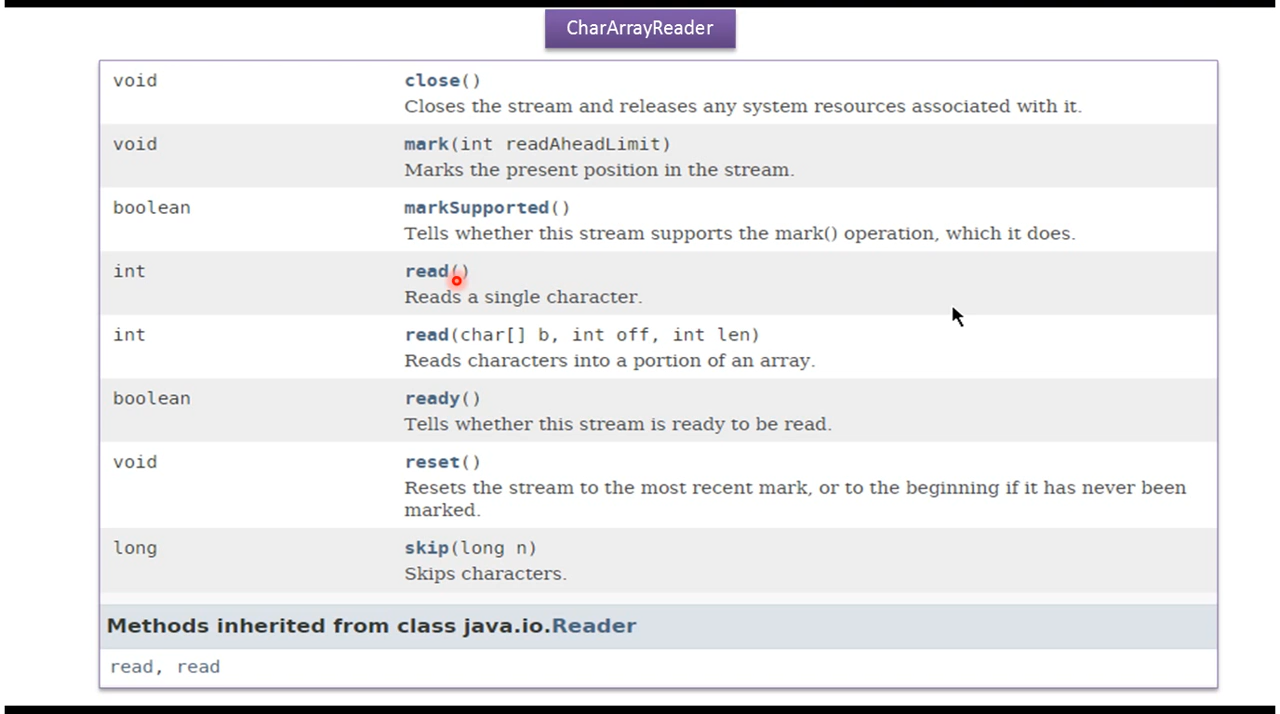 CharArrayReader
void close()
Closes the stream and releases any system resources associated with it.
void mark(int readAheadLimit)
Marks the present position in the stream.
boolean markSupported()
Tells whether this stream supports the mark() operation, which it does.
int read()
Reads a single character.
int read(char[] b, int off, int len)
Reads characters into a portion of an array.
boolean ready()
Tells whether this stream is ready to be read.
void reset()
Resets the stream to the most recent mark, or to the beginning if it has never been
marked.
long skip(long n)
Skips characters.
Methods inherited from class java.io.Reader
read, read